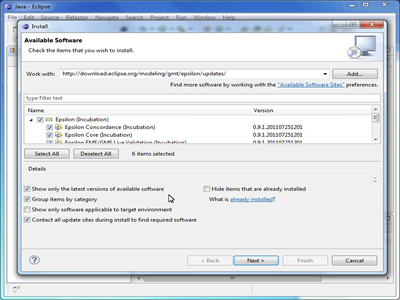 Java - Eclipse
File Edit Source Refactor Navigate Search Project Run Window Help
Install
Available Software
Check the items that you wish to install.
Work with: http://download.eclipse.org/modeling/gmt/epsilon/updates/ Add...
Find more software by working with the "Available Software Sites" preferences.
type filter text
Name Version
Epsilon (Incubation)
Epsilon Concordance (Incubation) 0.9.1.201107251201
Epsilon Core (Incubation) 0.9.1.201107251201
Epsilon EMF/GMF Live Validation (Incubation) 0.9.1.201107251201
Select All Deselect All 6 items selected
Details
Show only the latest versions of available software Hide items that are already installed
Group items by category What is already installed?
Show only software applicable to target environment
Contact all update sites during install to find required software
? < Back Next > Finish Cancel